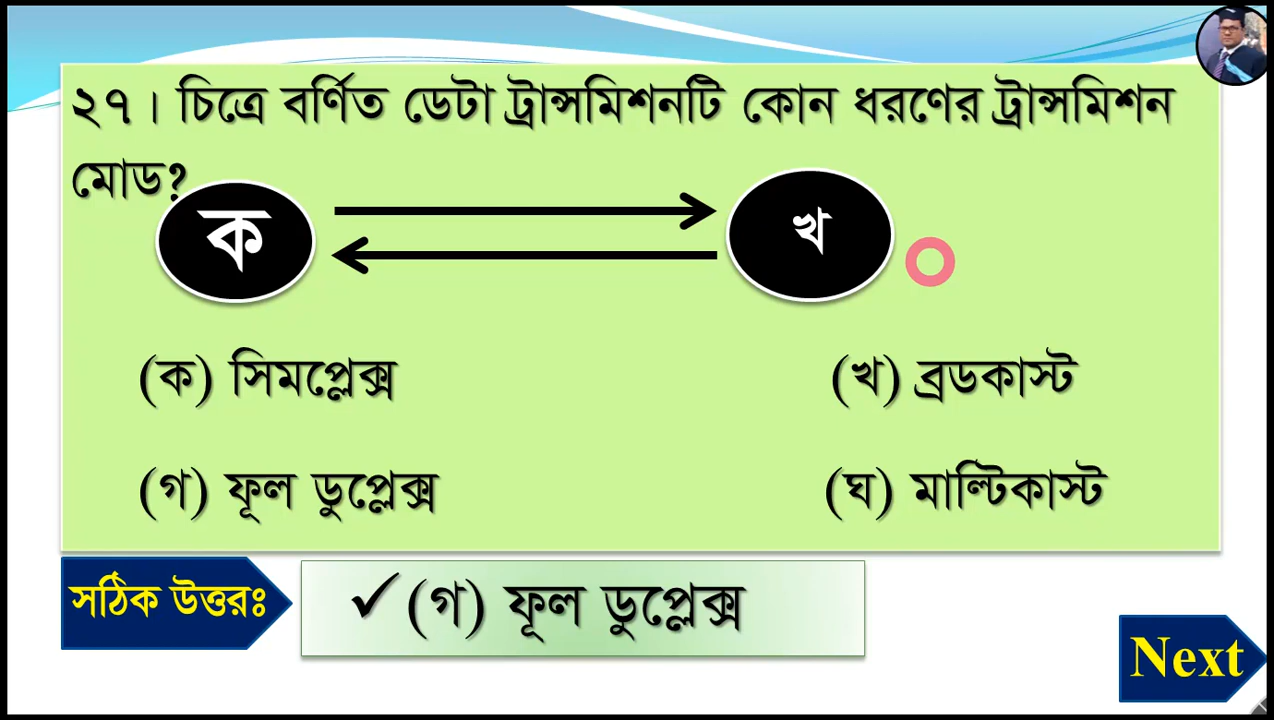 ২৭। চিত্রে বর্ণিত ডেটা ট্রান্সমিশনটি কোন ধরণের ট্রান্সমিশন
মোড?
ক
খ
(ক) সিমপ্লেক্স
(খ) ব্রডকাস্ট
(গ) ফূল ডুপ্লেক্স
(ঘ) মাল্টিকাস্ট
সঠিক উত্তরঃ
✓(গ) ফূল ডুপ্লেক্স
Next